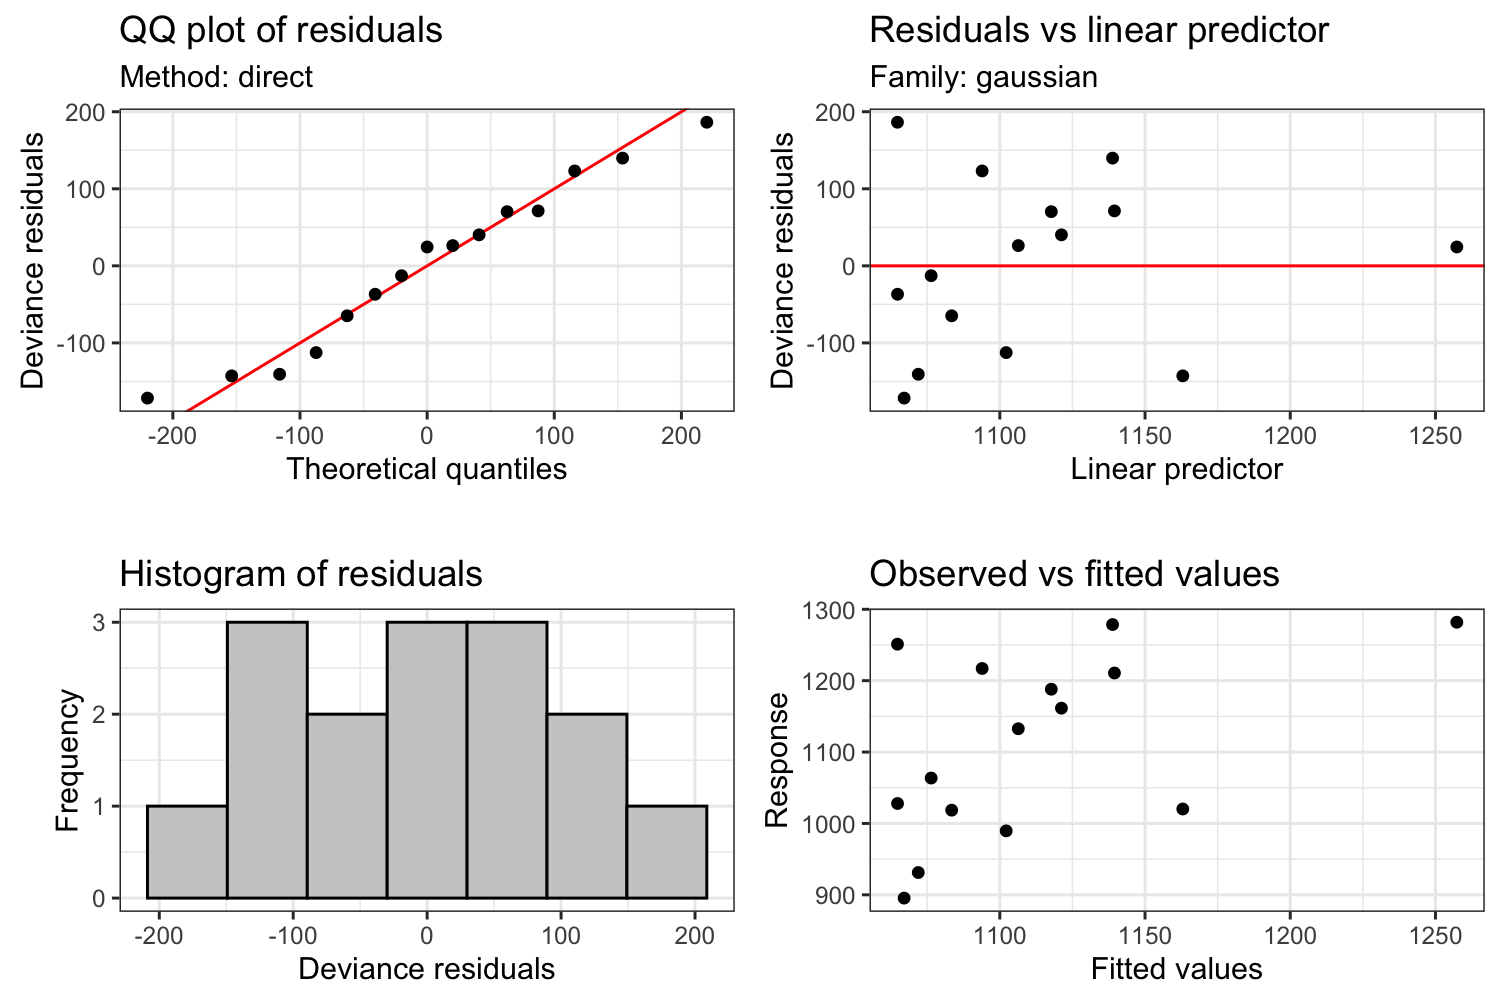 QQ plot of residuals
Method: direct
200
100
0
-100
Deviance residuals
-200
-100
0
100
200
Theoretical quantiles
Residuals vs linear predictor
Family: gaussian
200
100
0
-100
Deviance residuals
1100
1150
1200
1250
Linear predictor
Histogram of residuals
3
2
1
0
Frequency
-200
-100
0
100
200
Deviance residuals
Observed vs fitted values
1300
1200
1100
1000
900
Response
1100
1150
1200
1250
Fitted values